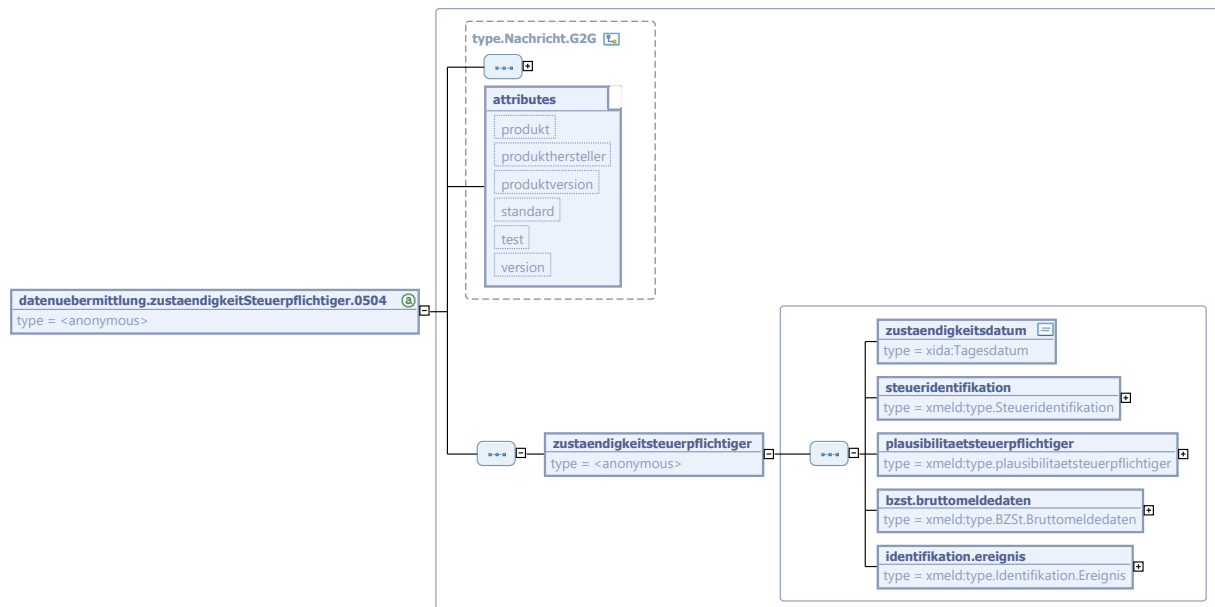 type.Nachricht.G2G
attributes
produkt
produkthersteller
produktversion
standard
test
version
datenuebermittlung.zustaendigkeitSteuerpflichtiger.0504 a
type = <anonymous>
zustaendigkeitsteuerpflichtiger
type = <anonymous>
zustaendigkeitsdatum
type = xida:Tagesdatum
steueridentifikation
type = xmeld:type.Steueridentifikation
plausibilitaetsteuerpflichtiger
type = xmeld:type.plausibilitaetsteuerpflichtiger
bzst.bruttomeldedaten
type = xmeld:type.BZSt.Bruttomeldedaten
identifikation.ereignis
type = xmeld:type.Identifikation.Ereignis